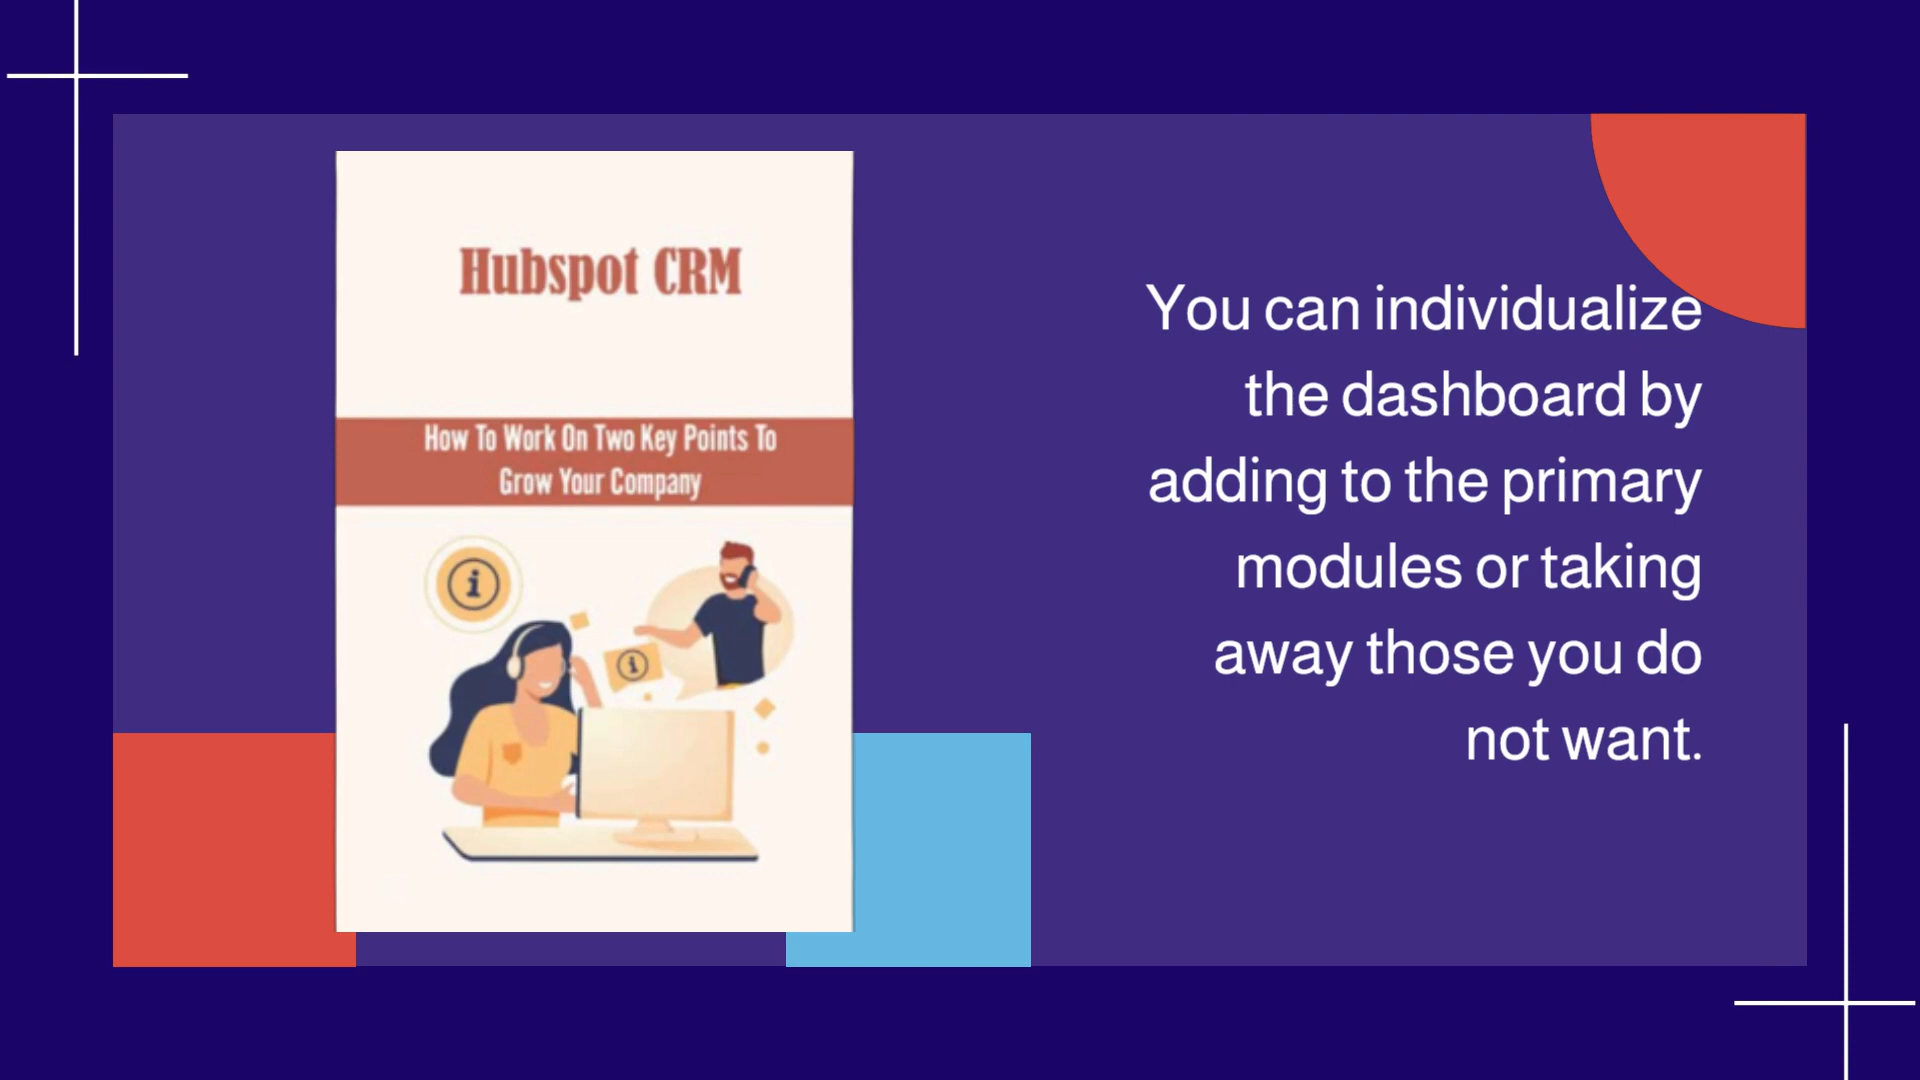 Hubspot CRM
How To Work On Two Key Points To
Grow Your Company
You can individualize
the dashboard by
adding to the primary
modules or taking
away those you do
not want.